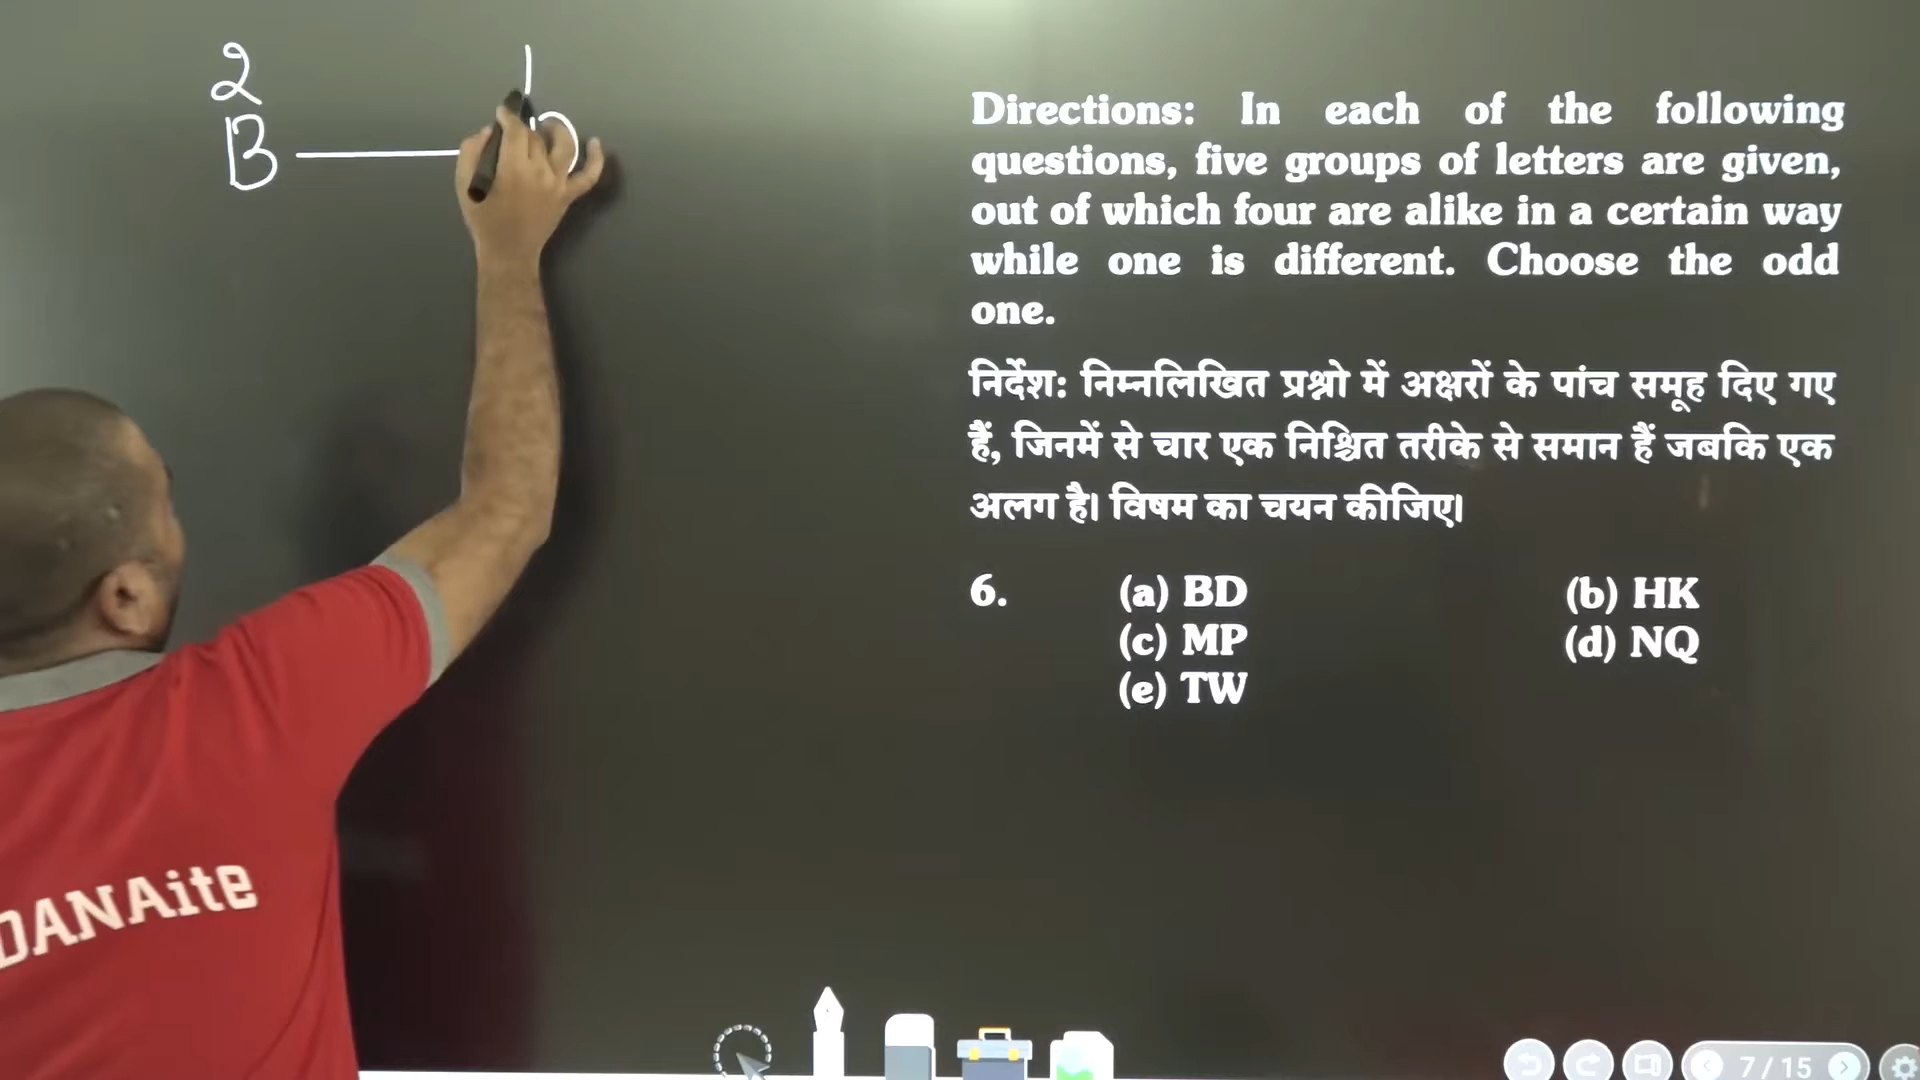 2
B
Directions: In each of the following
questions, five groups of letters are given,
out of which four are alike in a certain way
while one is different. Choose the odd
one.
निर्देश: निम्नलिखित प्रश्नो में अक्षरों के पांच समूह दिए गए
हैं, जिनमें से चार एक निश्चित तरीके से समान हैं जबकि एक
अलग है। विषम का चयन कीजिए।
6. (a) BD (b) HK
(c) MP (d) NQ
(e) TW
DANAite
7 / 15